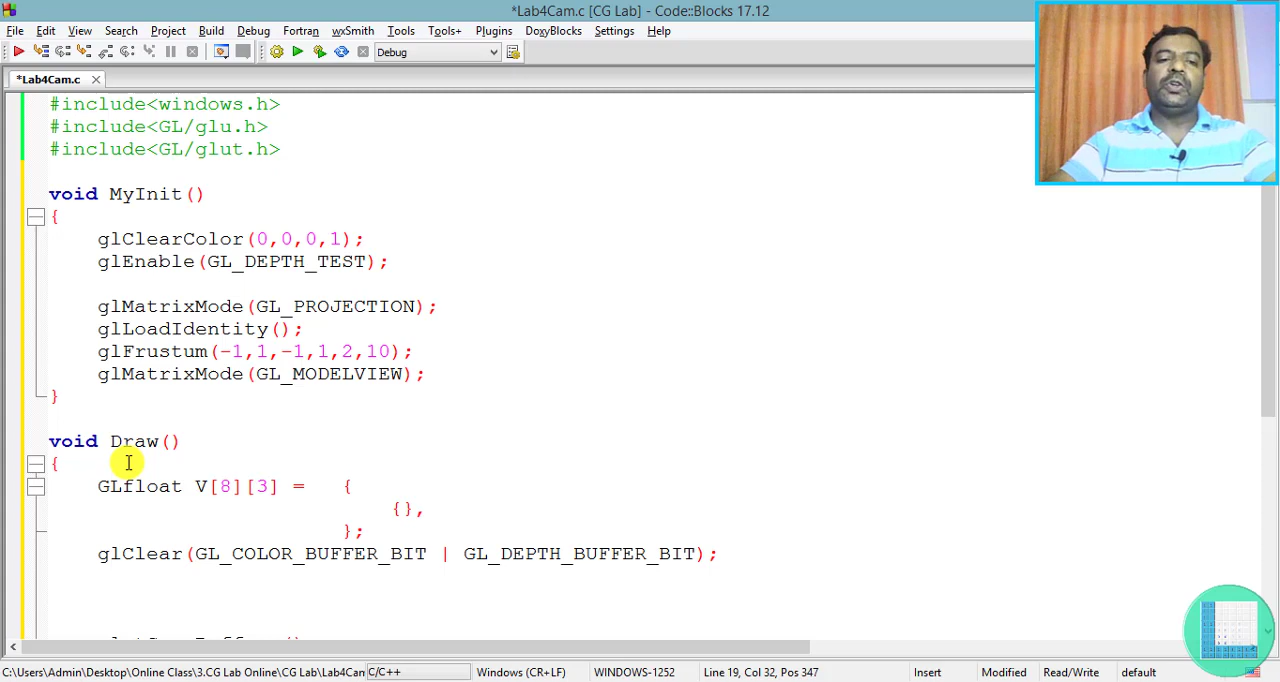 *Lab4Cam.c [CG Lab] - Code::Blocks 17.12
File Edit View Search Project Build Debug Fortran wxSmith Tools Tools+ Plugins DoxyBlocks Settings Help
Debug
*Lab4Cam.c
#include<windows.h>
#include<GL/glu.h>
#include<GL/glut.h>
void MyInit()
{
glClearColor(0,0,0,1);
glEnable(GL_DEPTH_TEST);
glMatrixMode(GL_PROJECTION);
glLoadIdentity();
glFrustum(-1,1,-1,1,2,10);
glMatrixMode(GL_MODELVIEW);
}
void Draw()
{
GLfloat V[8][3] = {
{},
};
glClear(GL_COLOR_BUFFER_BIT | GL_DEPTH_BUFFER_BIT);
C:\Users\Admin\Desktop\Online Class\3.CG Lab Online\CG Lab\Lab4Cam C/C++ Windows (CR+LF) WINDOWS-1252 Line 19, Col 32, Pos 347 Insert Modified Read/Write default